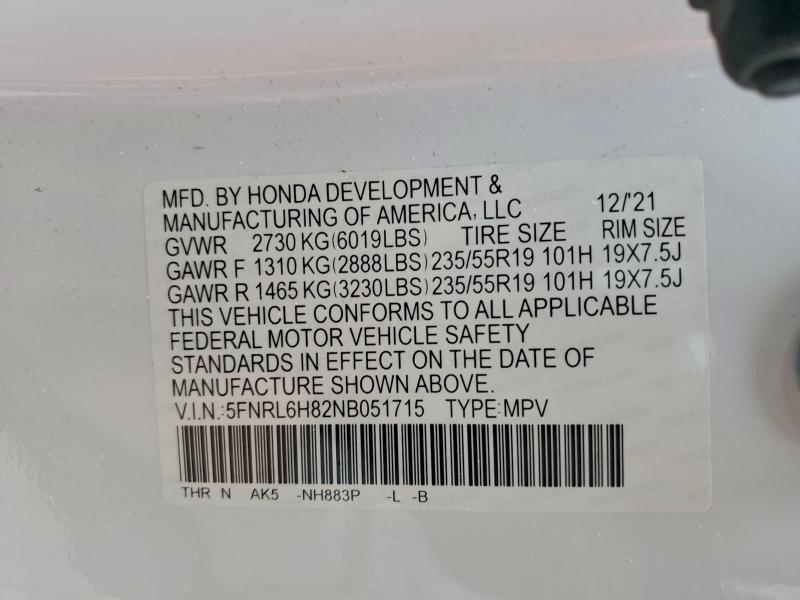 MFD. BY HONDA DEVELOPMENT &
MANUFACTURING OF AMERICA, LLC 12/'21
GVWR 2730 KG(6019LBS) TIRE SIZE RIM SIZE
GAWR F 1310 KG(2888LBS) 235/55R19 101H 19X7.5J
GAWR R 1465 KG(3230LBS) 235/55R19 101H 19X7.5J
THIS VEHICLE CONFORMS TO ALL APPLICABLE
FEDERAL MOTOR VEHICLE SAFETY
STANDARDS IN EFFECT ON THE DATE OF
MANUFACTURE SHOWN ABOVE.
V.I.N.:5FNRL6H82NB051715 TYPE:MPV
THR N AK5 -NH883P -L -B